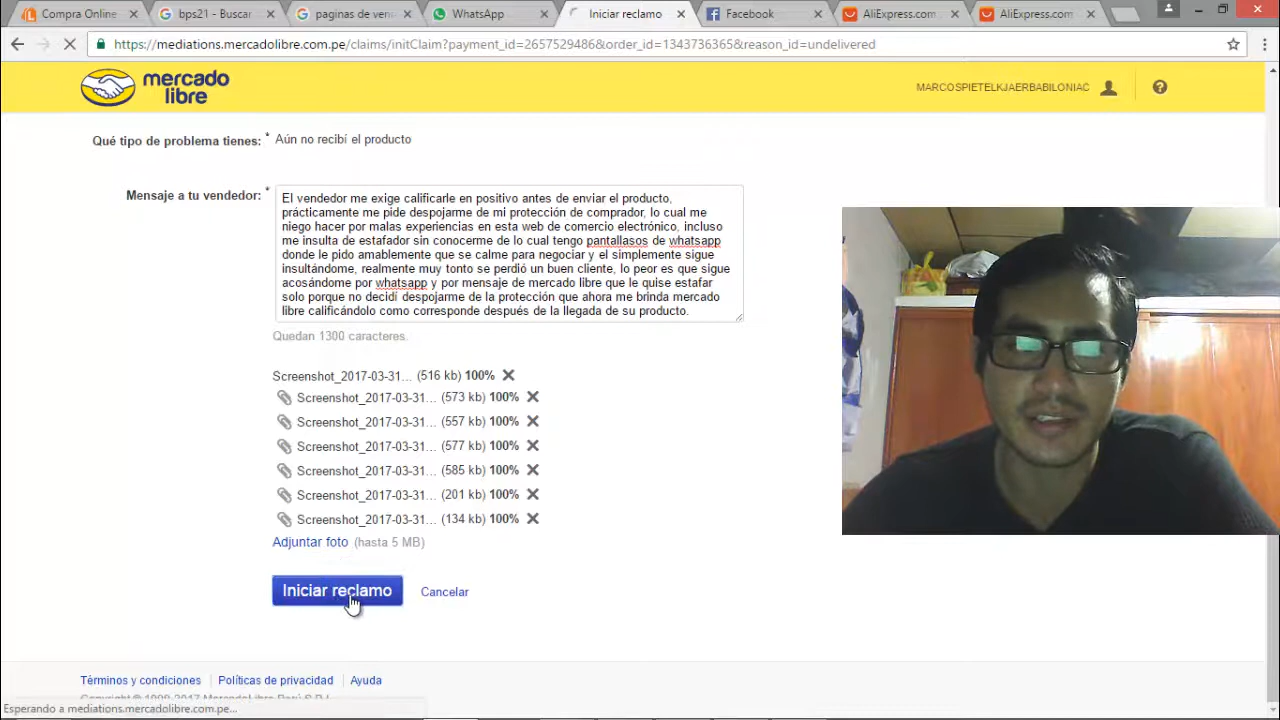 Compra Online
bps21 - Buscar
paginas de ven
WhatsApp
Iniciar reclamo
Facebook
AliExpress.com
AliExpress.com
https://mediations.mercadolibre.com.pe/claims/initClaim?payment_id=2657529486&order_id=1343736365&reason_id=undelivered
mercado
libre
MARCOSPIETELKJAERBABILONIAC
Qué tipo de problema tienes: * Aún no recibí el producto
Mensaje a tu vendedor: *
El vendedor me exige calificarle en positivo antes de enviar el producto,
prácticamente me pide despojarme de mi protección de comprador, lo cual me
niego hacer por malas experiencias en esta web de comercio electrónico, incluso
me insulta de estafador sin conocerme de lo cual tengo pantallasos de whatsapp
donde le pido amablemente que se calme para negociar y el simplemente sigue
insultándome, realmente muy tonto se perdió un buen cliente, lo peor es que sigue
acosándome por whatsapp y por mensaje de mercado libre que le quise estafar
solo porque no decidí despojarme de la protección que ahora me brinda mercado
libre calificándolo como corresponde después de la llegada de su producto.
Quedan 1300 caracteres.
Screenshot_2017-03-31... (516 kb) 100%
Screenshot_2017-03-31... (573 kb) 100%
Screenshot_2017-03-31... (557 kb) 100%
Screenshot_2017-03-31... (577 kb) 100%
Screenshot_2017-03-31... (585 kb) 100%
Screenshot_2017-03-31... (201 kb) 100%
Screenshot_2017-03-31... (134 kb) 100%
Adjuntar foto (hasta 5 MB)
Iniciar reclamo
Cancelar
Términos y condiciones | Políticas de privacidad | Ayuda
Copyright © 1999-2017 MercadoLibre Perú S.R.L.
Esperando a mediations.mercadolibre.com.pe...